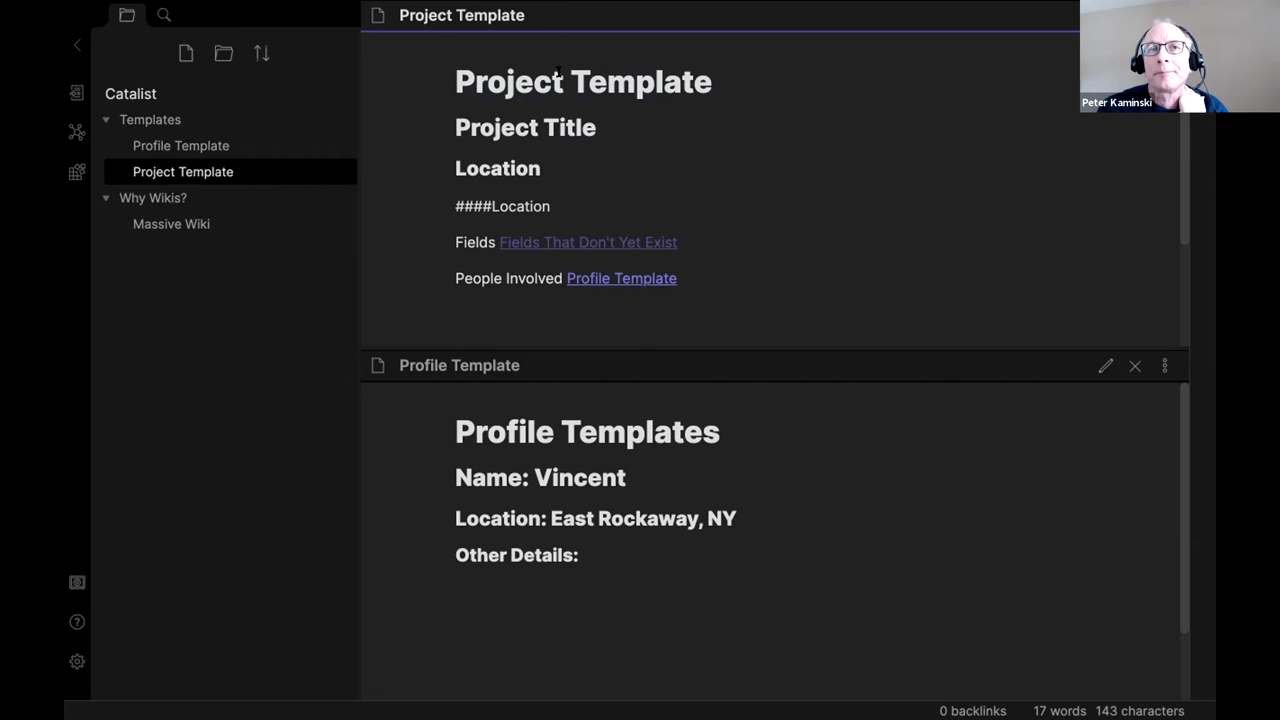 Project Template
Peter Kaminski
Catalist
Templates
Profile Template
Project Template
Why Wikis?
Massive Wiki
Project Template
Project Title
Location
####Location
Fields Fields That Don't Yet Exist
People Involved Profile Template
Profile Template
Profile Templates
Name: Vincent
Location: East Rockaway, NY
Other Details:
0 backlinks 17 words 143 characters